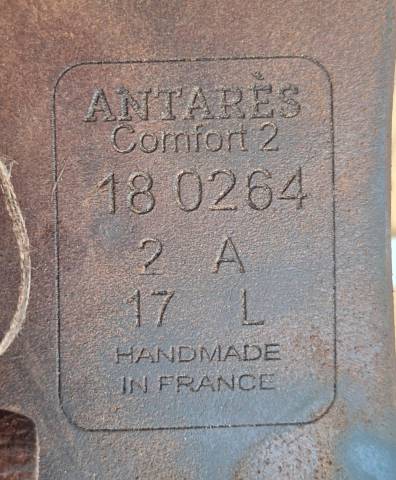 ANTARÈS
Comfort 2
18 0264
2 A
17 L
HANDMADE
IN FRANCE